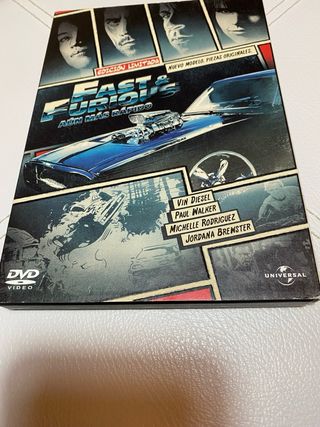 EDICIÓN LIMITADA
NUEVO MODELO. PIEZAS ORIGINALES.
FAST &
FURIOUS
AÚN MÁS RÁPIDO
VIN DIESEL
PAUL WALKER
MICHELLE RODRIGUEZ
JORDANA BREWSTER
DVD
VIDEO
UNIVERSAL